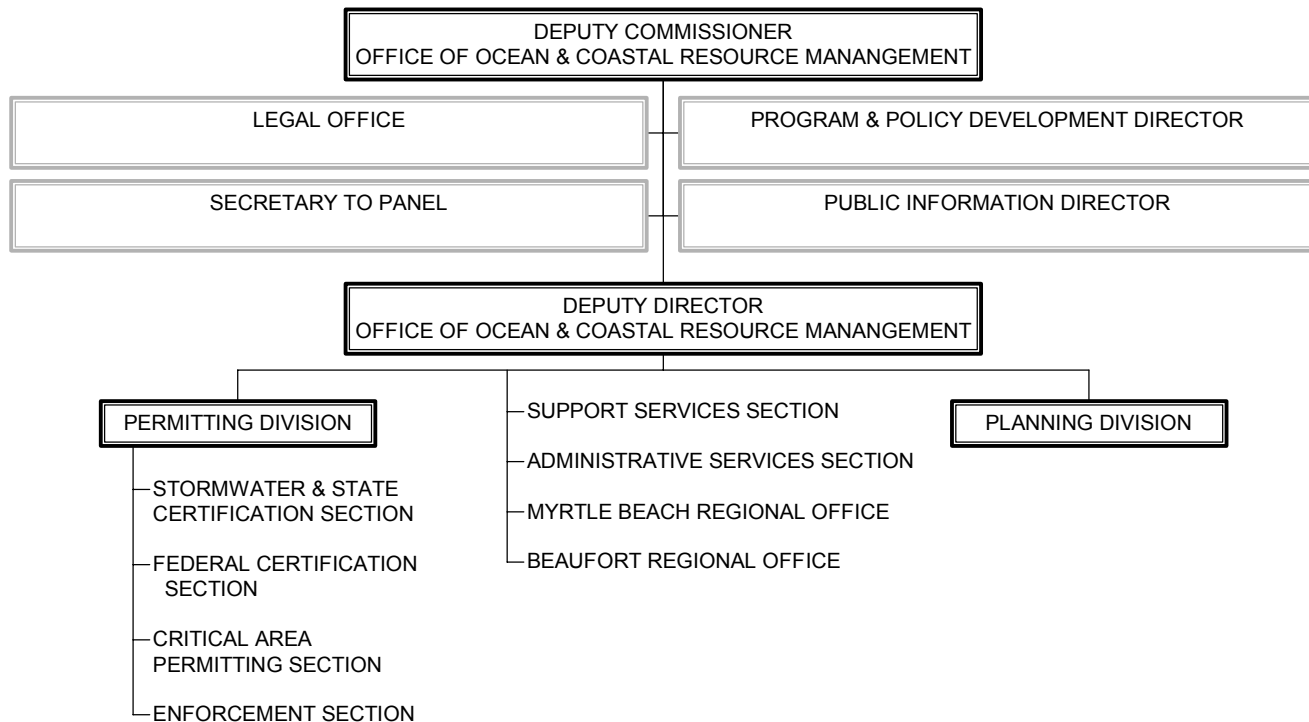 DEPUTY COMMISSIONER
OFFICE OF OCEAN & COASTAL RESOURCE MANANGEMENT
LEGAL OFFICE
PROGRAM & POLICY DEVELOPMENT DIRECTOR
SECRETARY TO PANEL
PUBLIC INFORMATION DIRECTOR
DEPUTY DIRECTOR
OFFICE OF OCEAN & COASTAL RESOURCE MANANGEMENT
PERMITTING DIVISION
STORMWATER & STATE
CERTIFICATION SECTION
FEDERAL CERTIFICATION
SECTION
CRITICAL AREA
PERMITTING SECTION
ENFORCEMENT SECTION
SUPPORT SERVICES SECTION
ADMINISTRATIVE SERVICES SECTION
MYRTLE BEACH REGIONAL OFFICE
BEAUFORT REGIONAL OFFICE
PLANNING DIVISION